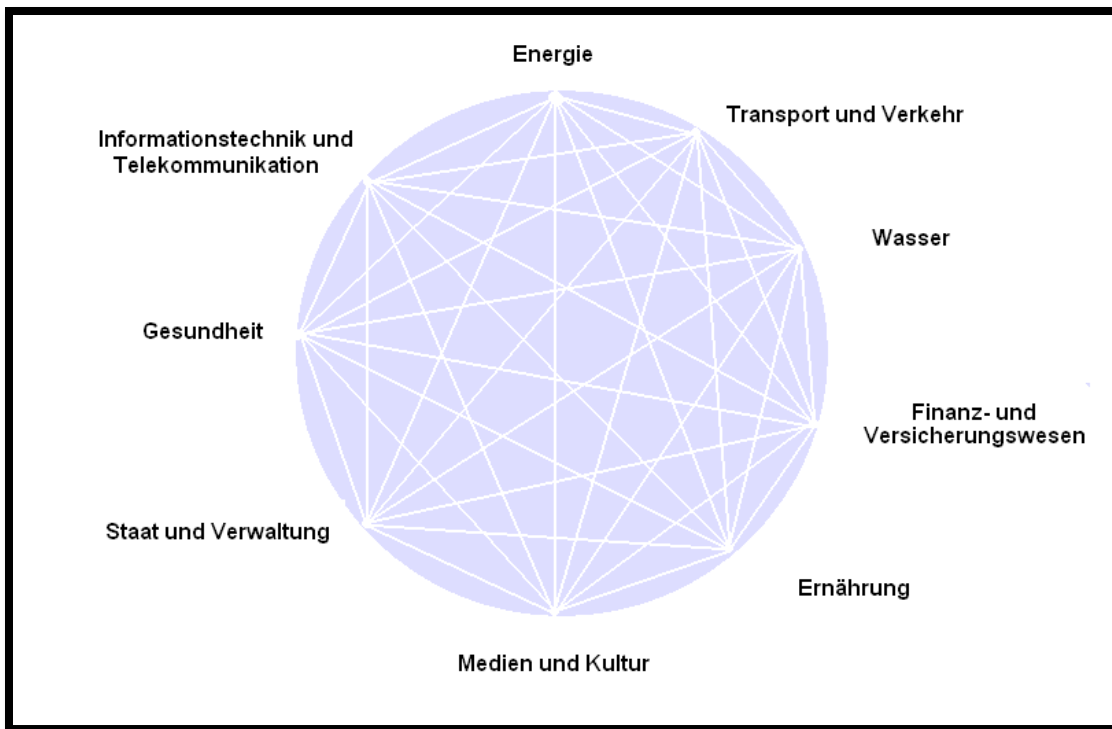 Energie
Transport und Verkehr
Informationstechnik und
Telekommunikation
Wasser
Gesundheit
Finanz- und
Versicherungswesen
Staat und Verwaltung
Ernährung
Medien und Kultur